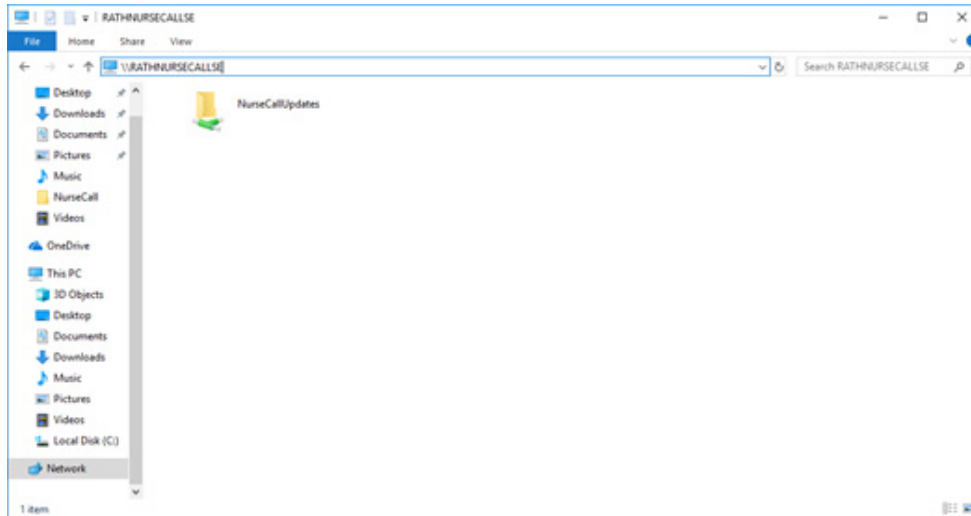 RATHNURSECALLSE
File Home Share View
\\RATHNURSECALLSE
Search RATHNURSECALLSE
Desktop
Downloads
Documents
Pictures
Music
NurseCall
Videos
OneDrive
This PC
3D Objects
Desktop
Documents
Downloads
Music
Pictures
Videos
Local Disk (C:)
Network
NurseCallUpdates
1 item